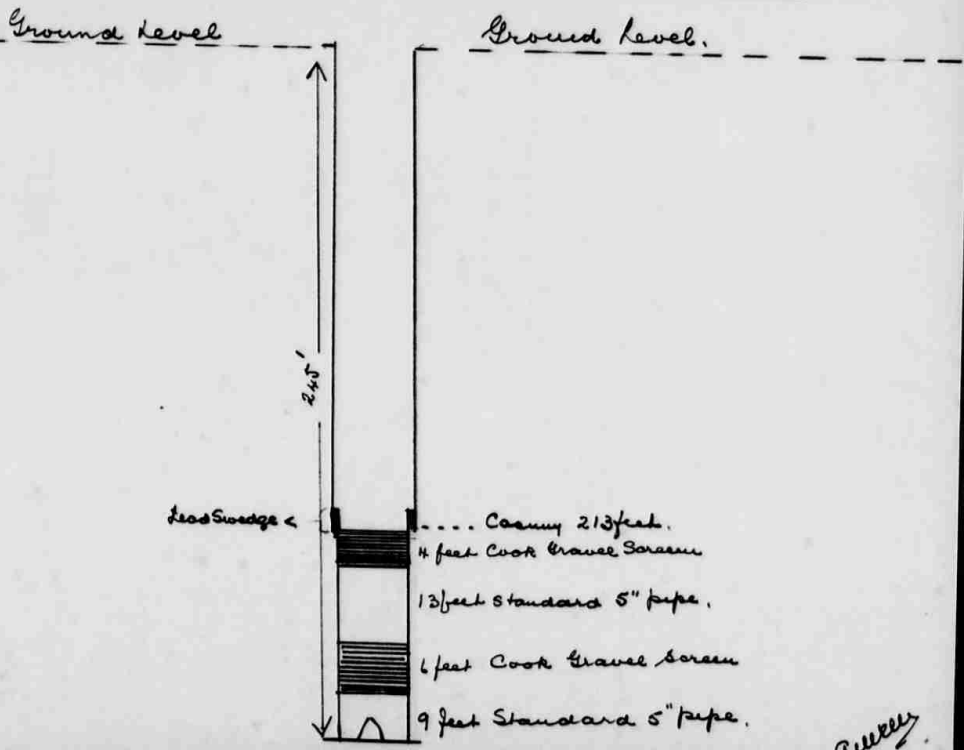 Ground Level
Ground Level.
245'
Lead Swedge <
.... Casing 213 feet.
4 feet Cook Gravel Screen
13 feet Standard 5" pipe.
6 feet Cook Gravel Screen
9 feet Standard 5" pipe.